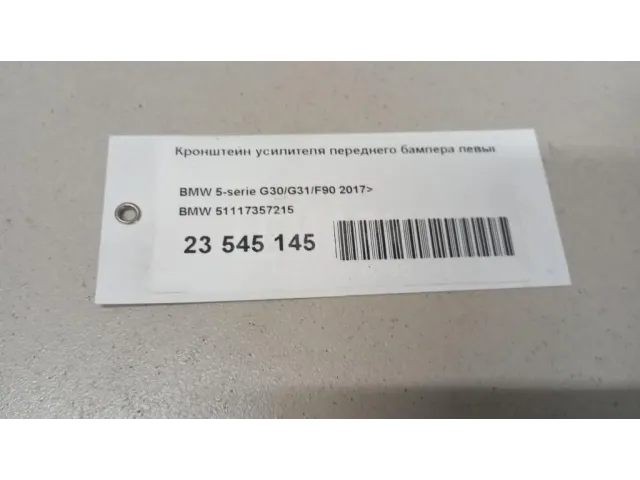 Кронштейн усилителя переднего бампера левый
BMW 5-serie G30/G31/F90 2017>
BMW 51117357215
23 545 145